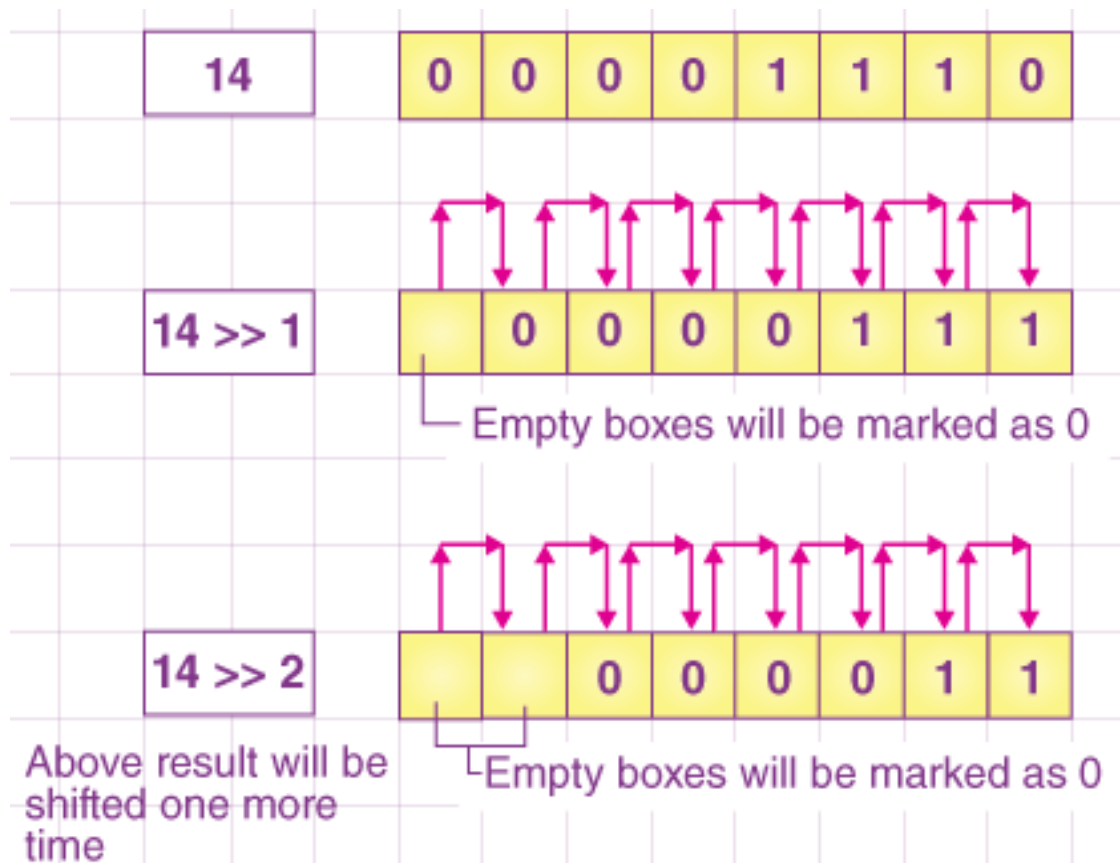 14 0 0 0 0 1 1 1 0
14 >> 1 0 0 0 0 1 1 1
Empty boxes will be marked as 0
14 >> 2 0 0 0 0 1 1
Empty boxes will be marked as 0
Above result will be
shifted one more
time